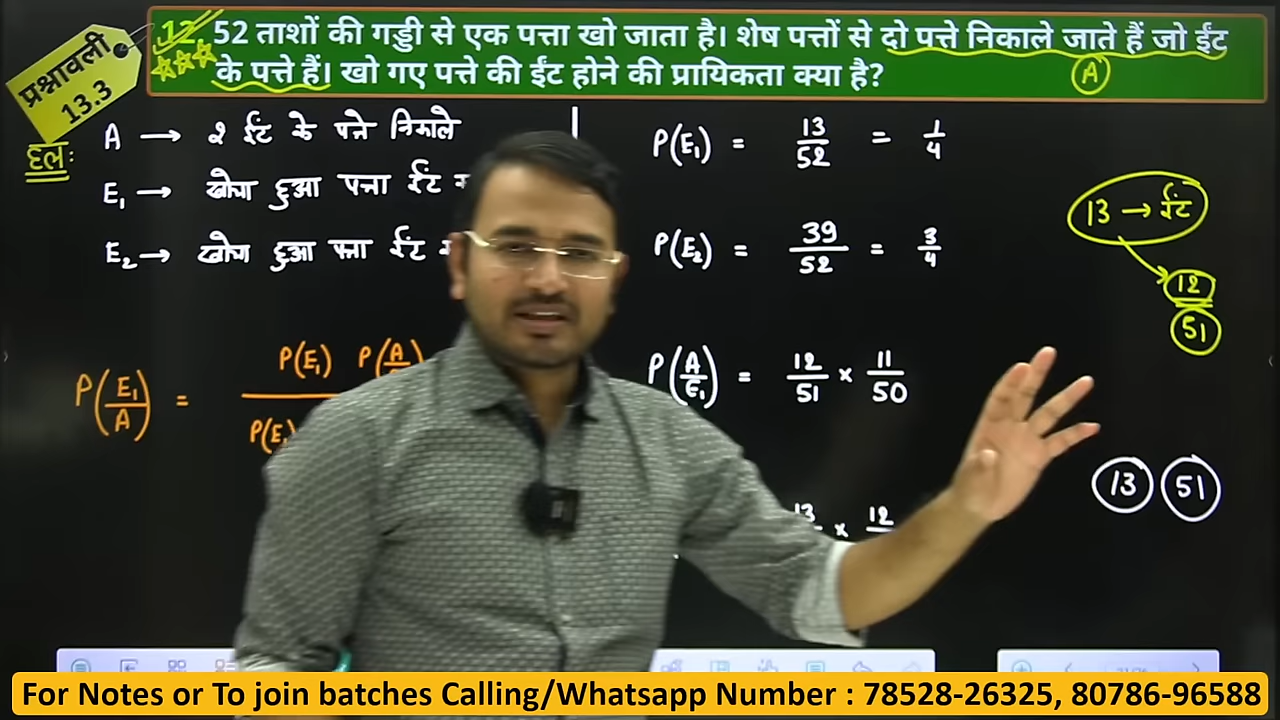 प्रश्नावली
13.3
12. 52 ताशों की गड्डी से एक पत्ता खो जाता है। शेष पत्तों से दो पत्ते निकाले जाते हैं जो ईंट
के पत्ते हैं। खो गए पत्ते की ईंट होने की प्रायिकता क्या है?
A
हलः
A → 2 ईंट के पत्ते निकाले
E₁ → खोया हुआ पत्ता ईंट
E₂ → खोया हुआ पत्ता ईंट
P(E₁/A) = P(E₁) P(A/
P(E₁
P(E₁) = 13/52 = 1/4
P(E₂) = 39/52 = 3/4
P(A/E₁) = 12/51 × 11/50
13 × 12
13 → ईंट
12
51
13 51
For Notes or To join batches Calling/Whatsapp Number : 78528-26325, 80786-96588